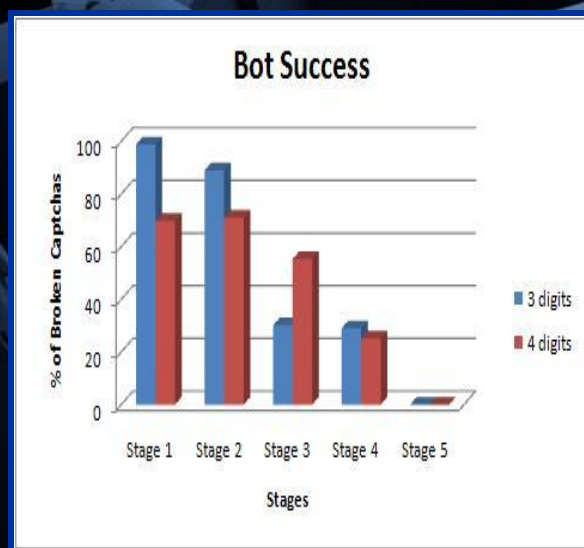 Bot Success
% of Broken Captchas
100
80
60
40
20
0
Stage 1 Stage 2 Stage 3 Stage 4 Stage 5
Stages
3 digits
4 digits